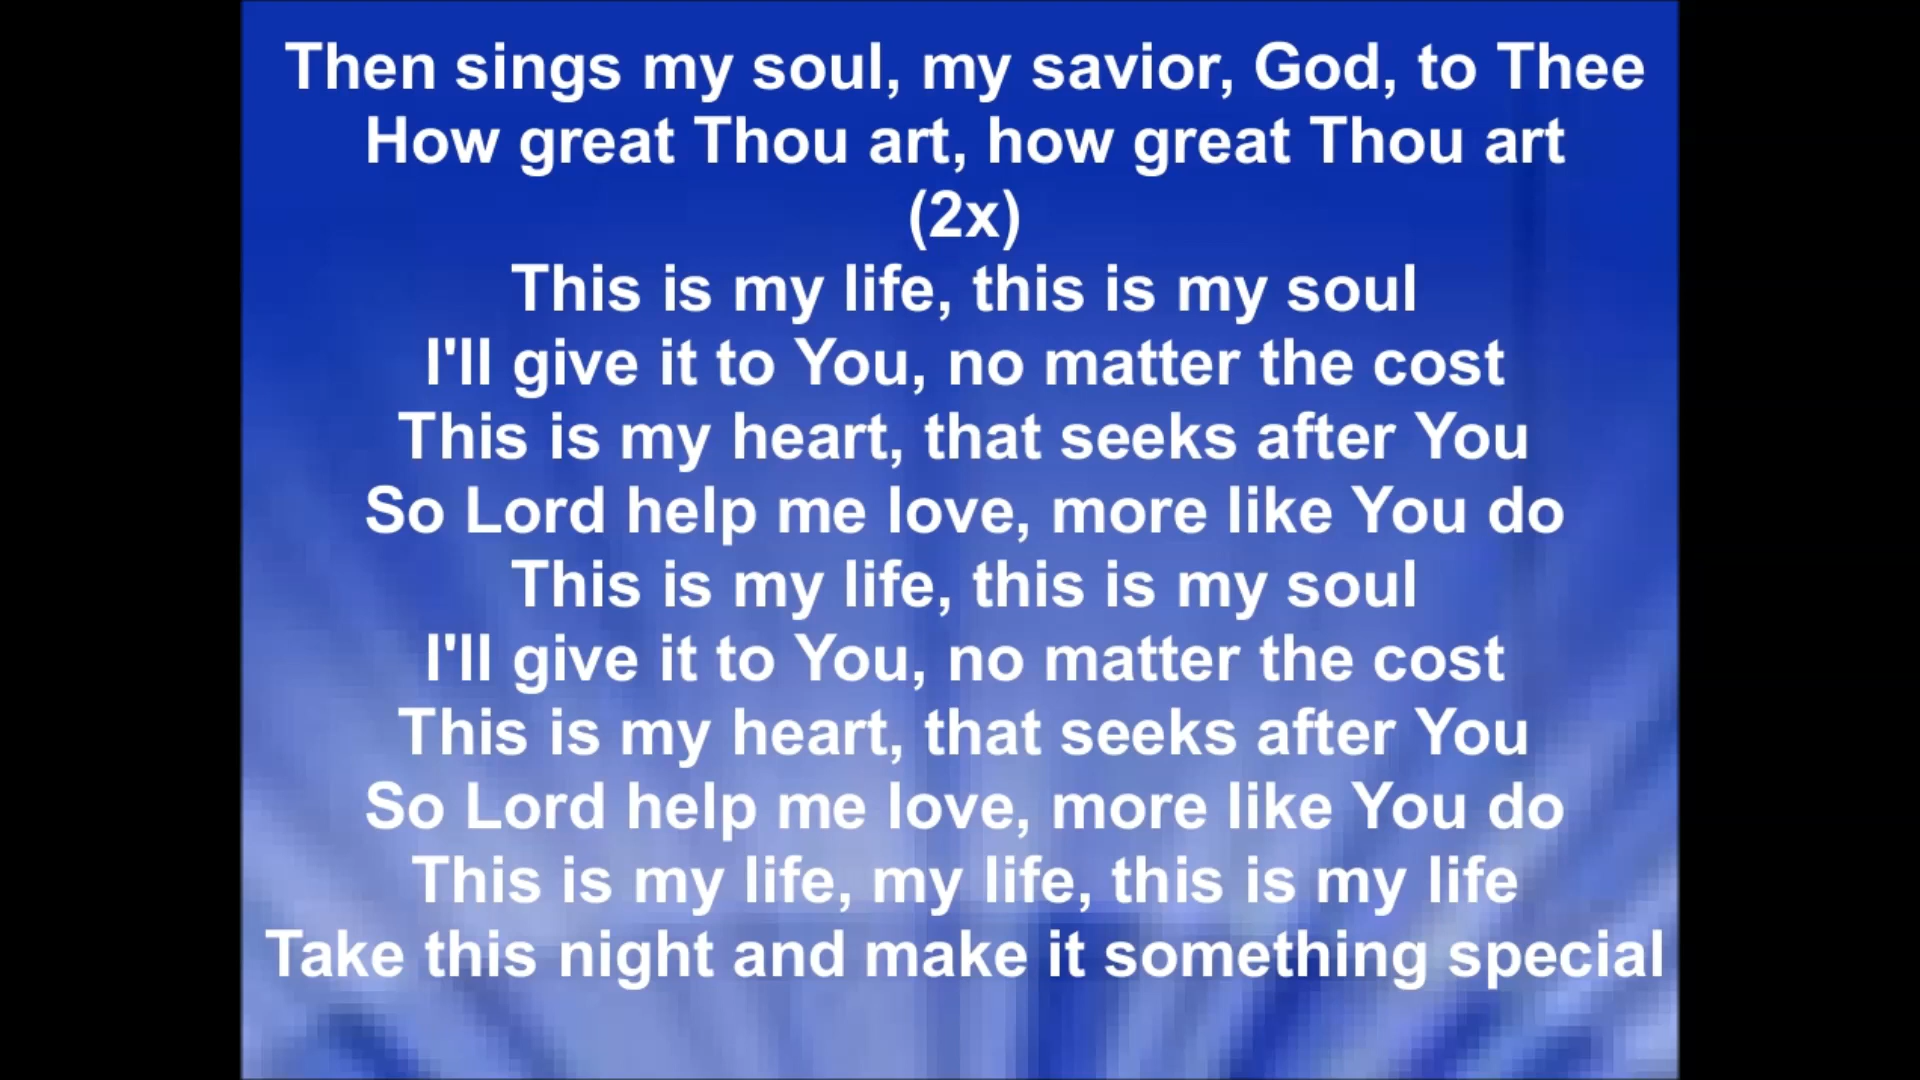 Then sings my soul, my savior, God, to Thee
How great Thou art, how great Thou art
(2x)
This is my life, this is my soul
I'll give it to You, no matter the cost
This is my heart, that seeks after You
So Lord help me love, more like You do
This is my life, this is my soul
I'll give it to You, no matter the cost
This is my heart, that seeks after You
So Lord help me love, more like You do
This is my life, my life, this is my life
Take this night and make it something special